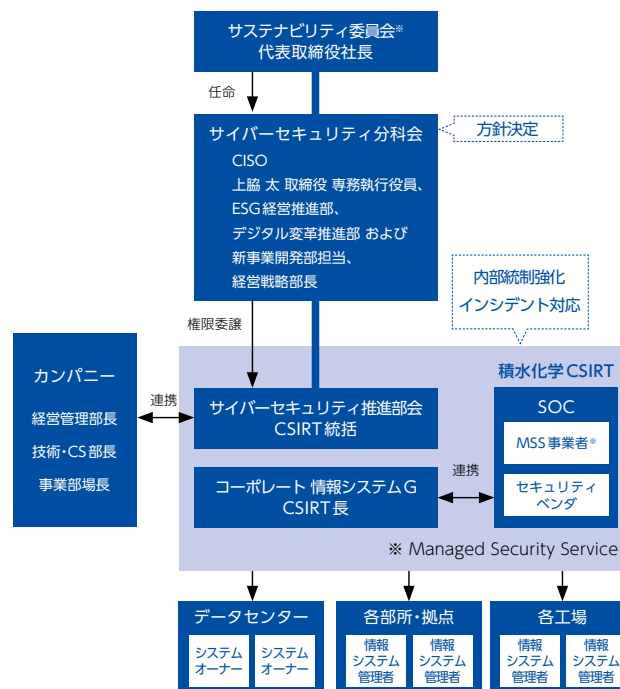 サステナビリティ委員会※
代表取締役社長
任命
サイバーセキュリティ分科会
方針決定
CISO
上脇 太 取締役 専務執行役員、
ESG経営推進部、
デジタル変革推進部 および
新事業開発部担当、
経営戦略部長
内部統制強化
インシデント対応
権限委譲
カンパニー
経営管理部長
技術・CS部長
事業部場長
連携
積水化学CSIRT
サイバーセキュリティ推進部会
CSIRT統括
SOC
MSS事業者※
セキュリティ
ベンダ
連携
コーポレート 情報システムG
CSIRT長
※ Managed Security Service
データセンター
システム
オーナー
システム
オーナー
各部所・拠点
情報
システム
管理者
情報
システム
管理者
各工場
情報
システム
管理者
情報
システム
管理者